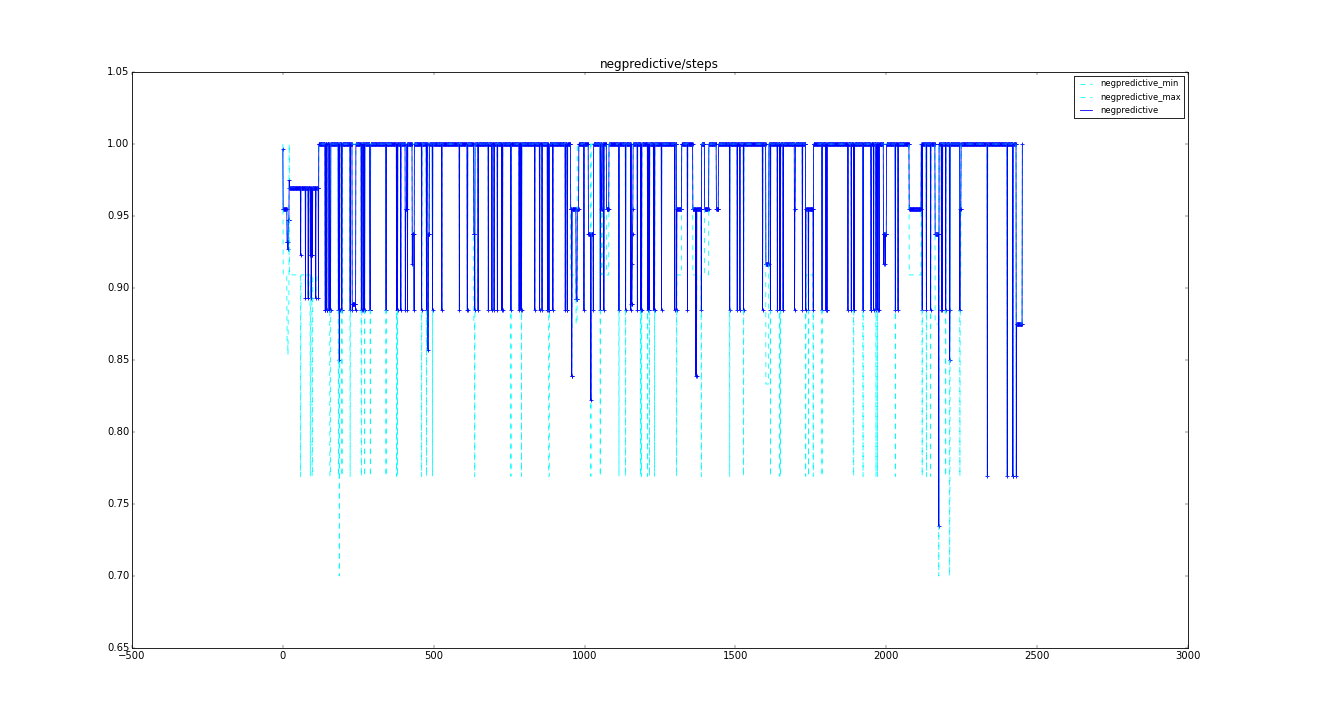 negpredictive/steps
1.05
1.00
0.95
0.90
0.85
0.80
0.75
0.70
0.65
−500 0 500 1000 1500 2000 2500 3000
negpredictive_min
negpredictive_max
negpredictive